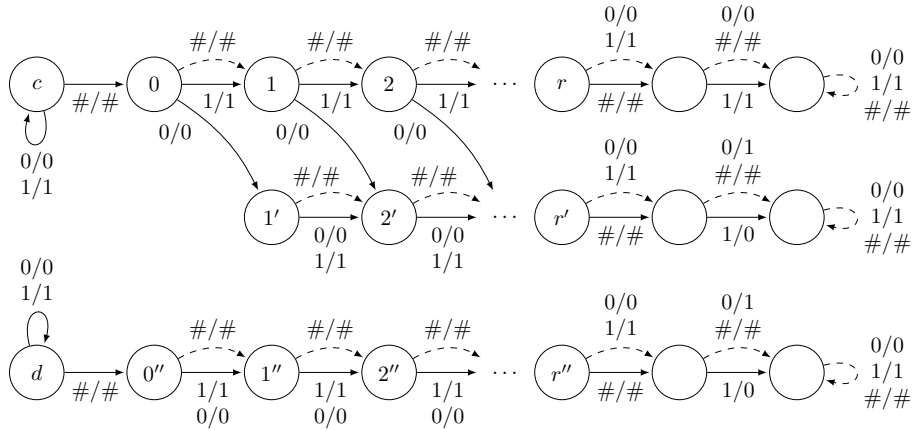 0/0 0/0
#/# #/# #/# 1/1 #/# 0/0
c 0 1 2 ··· r 1/1
#/# 1/1 1/1 1/1 #/# 1/1 #/#
0/0 0/0 0/0
0/0
1/1
0/0 0/1
#/# #/# 1/1 #/# 0/0
1′ 2′ ··· r′ 1/1
0/0 0/0 #/# 1/0 #/#
1/1 1/1
0/0
1/1
0/0 0/1
#/# #/# #/# 1/1 #/# 0/0
d 0″ 1″ 2″ ··· r″ 1/1
#/# 1/1 1/1 1/1 #/# 1/0 #/#
0/0 0/0 0/0